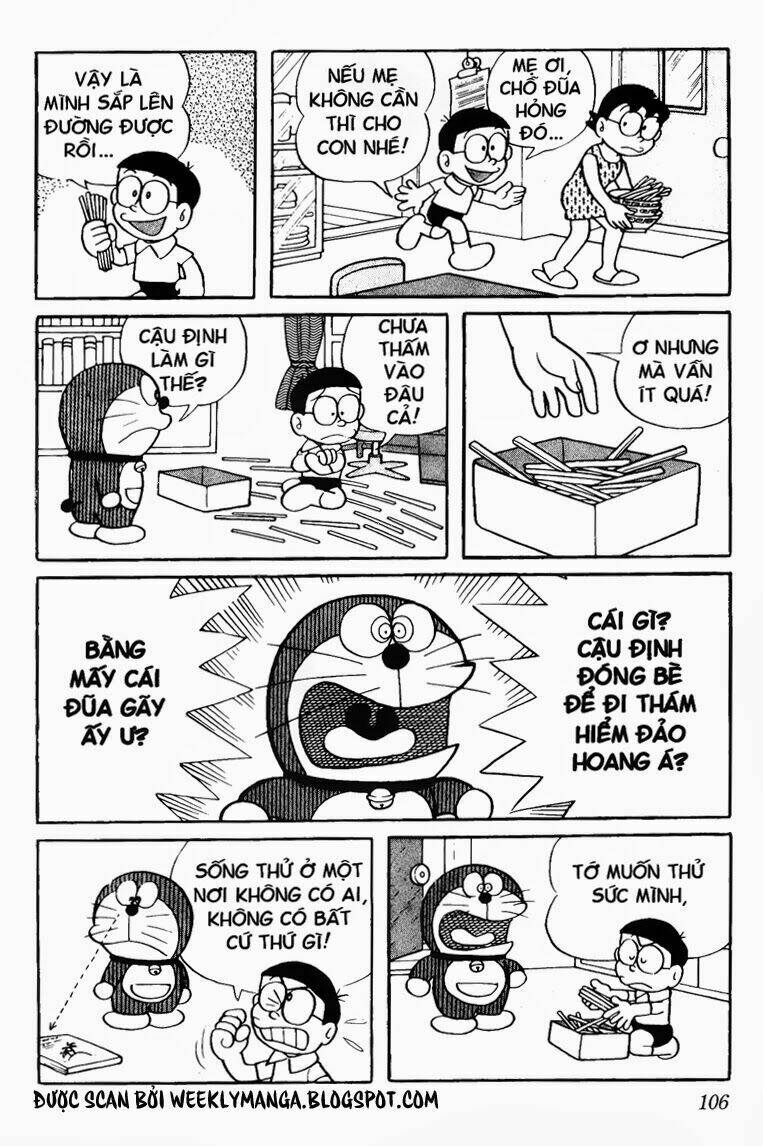 MẸ ƠI,
CHỖ ĐŨA
HỎNG
ĐÓ...
NẾU MẸ
KHÔNG CẦN
THÌ CHO
CON NHÉ!
VẬY LÀ
MÌNH SẮP LÊN
ĐƯỜNG ĐƯỢC
RỒI...
Ơ NHƯNG
MÀ VẪN
ÍT QUÁ!
CHƯA
THẤM
VÀO
ĐÂU
CẢ!
CẬU ĐỊNH
LÀM GÌ
THẾ?
CÁI GÌ?
CẬU ĐỊNH
ĐÓNG BÈ
ĐỂ ĐI THÁM
HIỂM ĐẢO
HOANG Á?
BẰNG
MẤY CÁI
ĐŨA GÃY
ẤY Ư?
TỚ MUỐN THỬ
SỨC MÌNH,
SỐNG THỬ Ở MỘT
NƠI KHÔNG CÓ AI,
KHÔNG CÓ BẤT
CỨ THỨ GÌ!
ĐƯỢC SCAN BỞI WEEKLYMANGA.BLOGSPOT.COM
106